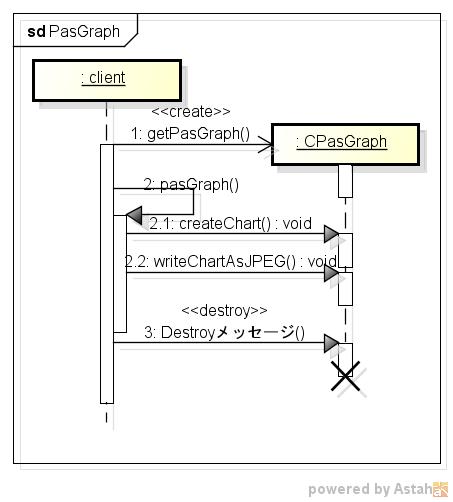 sd PasGraph
: client
<<create>>
1: getPasGraph()
: CPasGraph
2: pasGraph()
2.1: createChart() : void
2.2: writeChartAsJPEG() : void
<<destroy>>
3: Destroyメッセージ()
powered by Astah